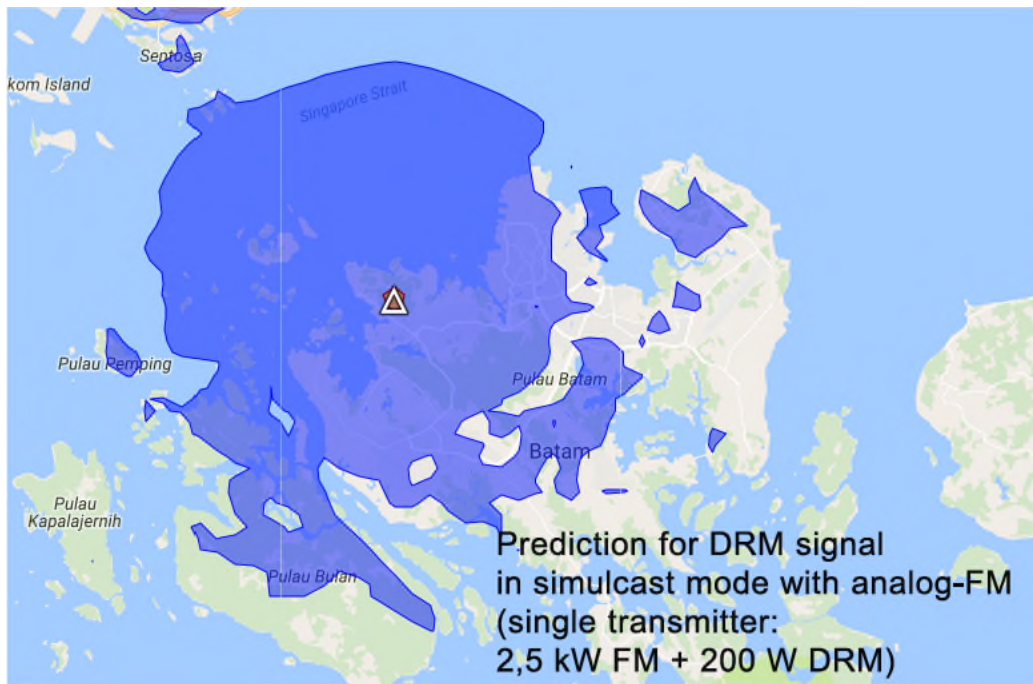 Sentosa
kom Island
Singapore Strait
Pulau Pemping
Pulau Batam
Batam
Pulau
Kapalajernih
Pulau Bulan
Prediction for DRM signal
in simulcast mode with analog-FM
(single transmitter:
2,5 kW FM + 200 W DRM)